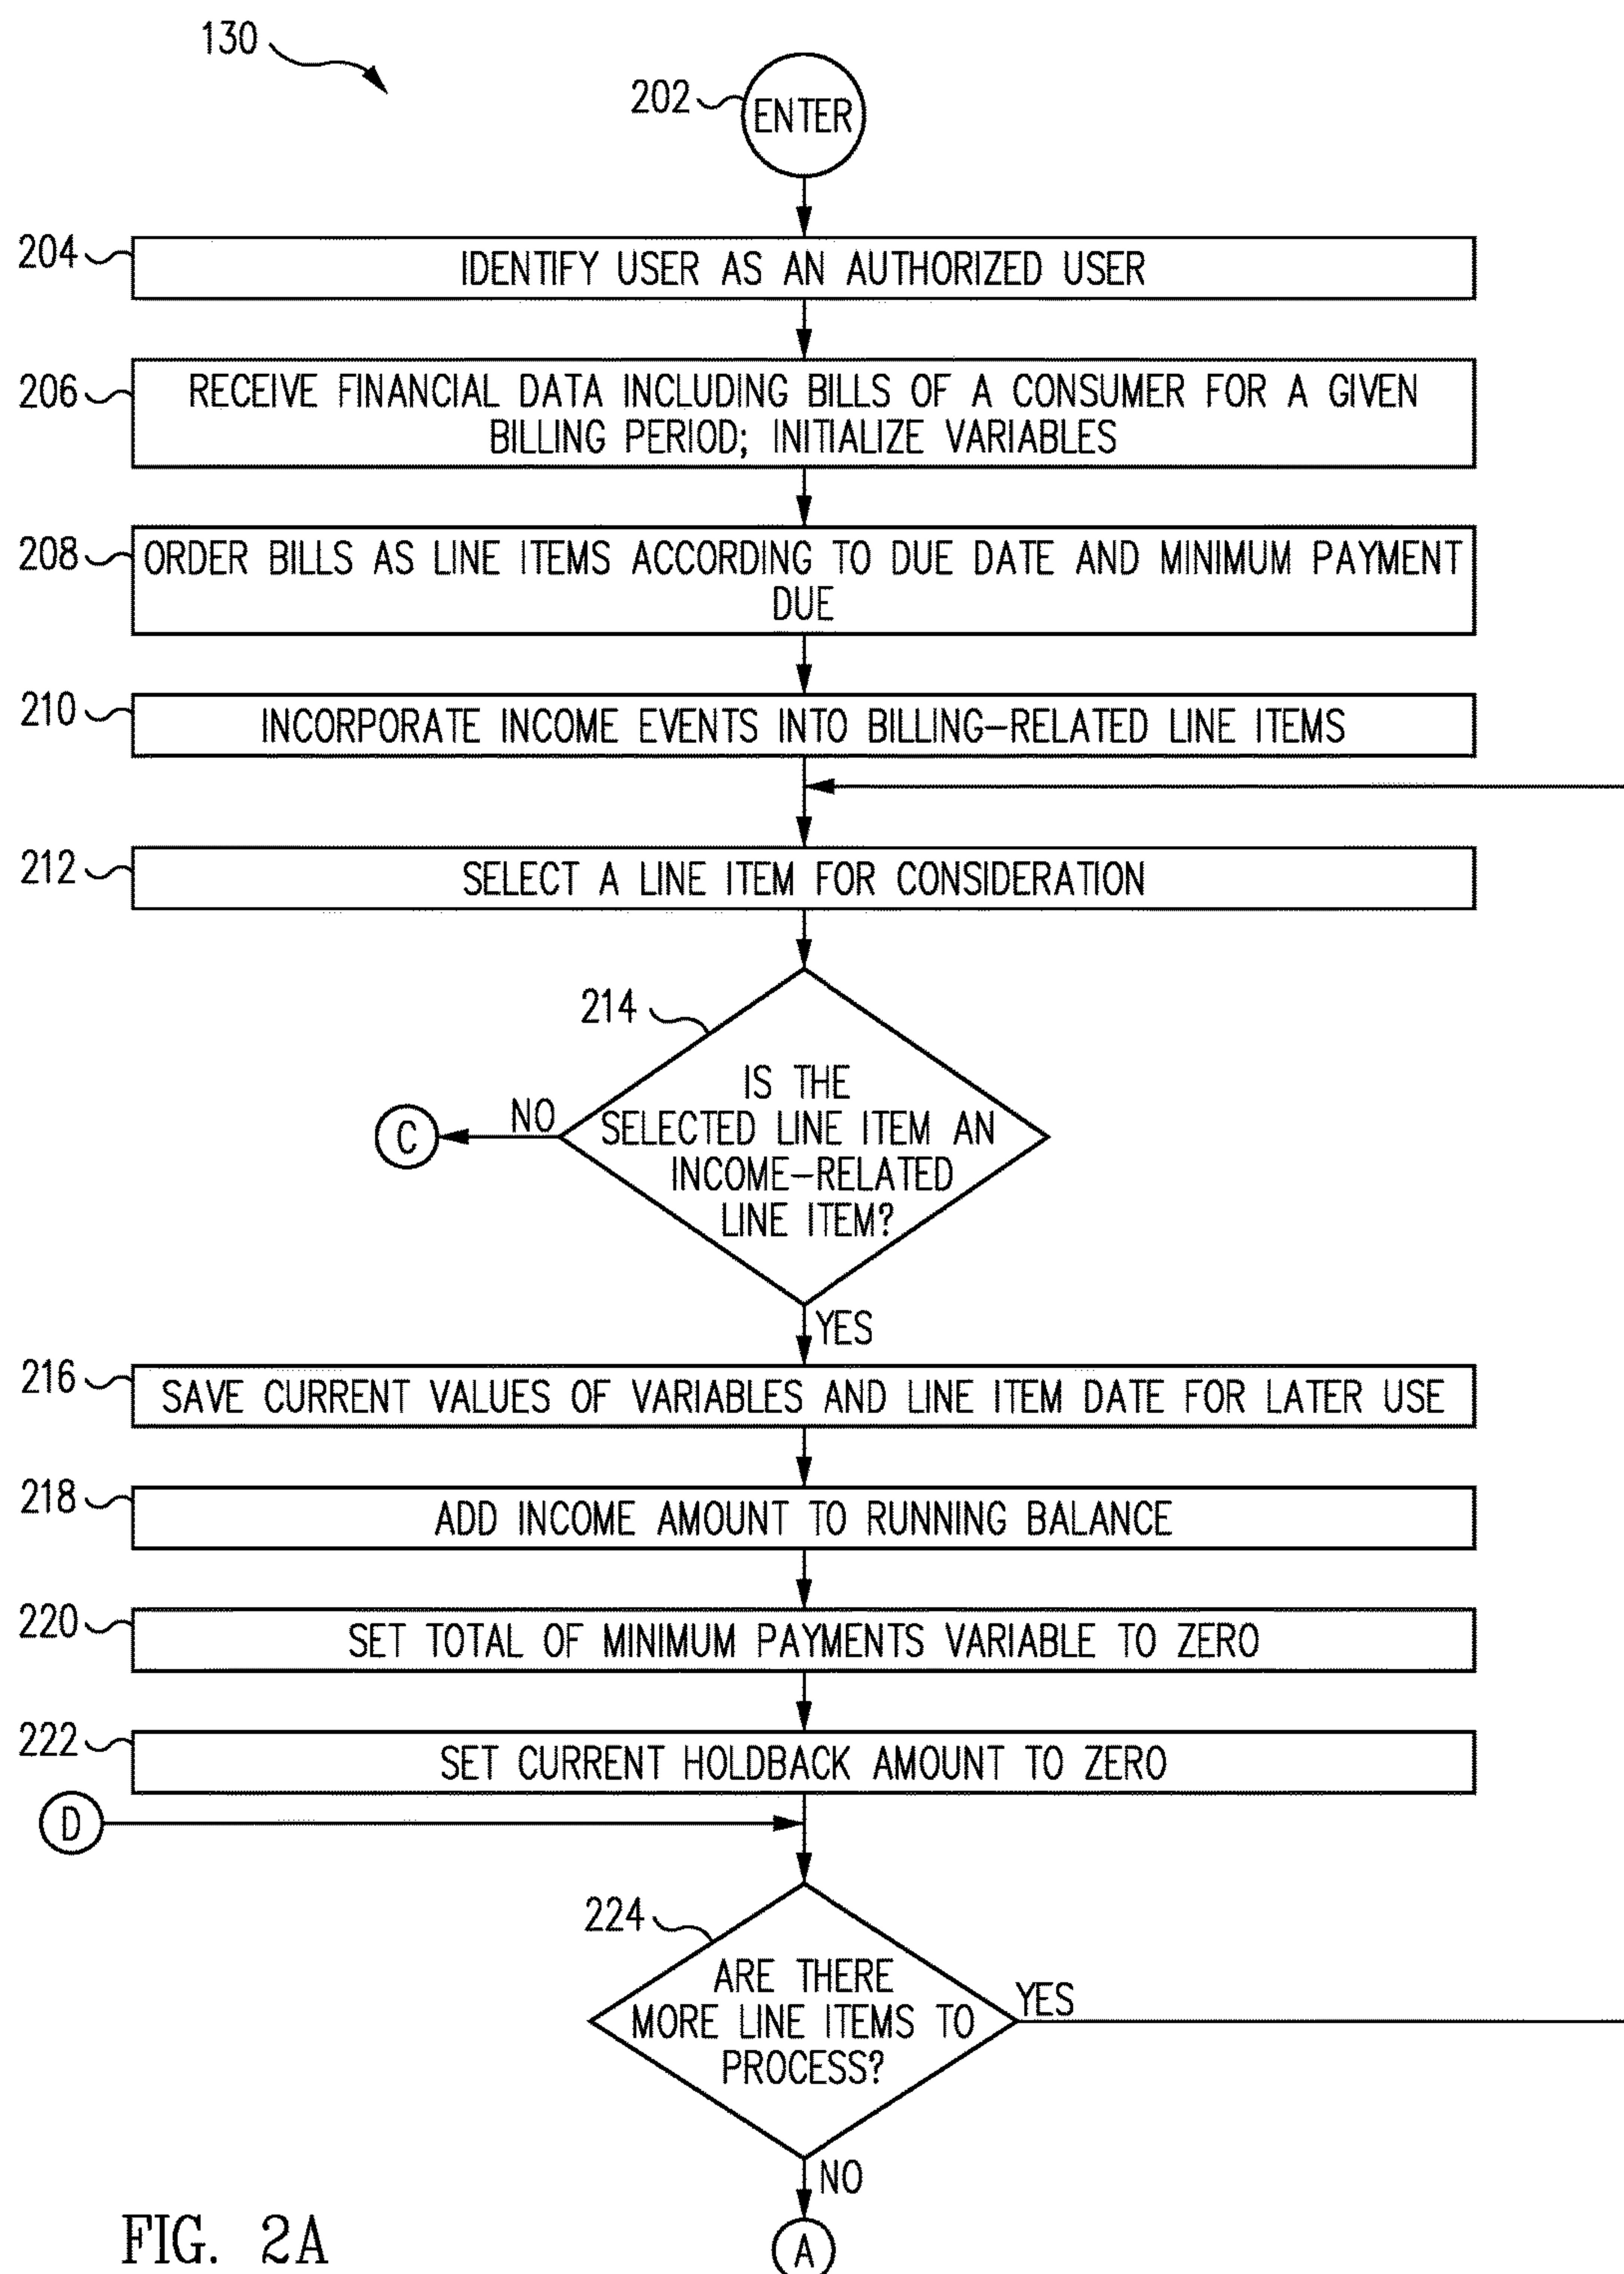 130
202
ENTER
204
IDENTIFY USER AS AN AUTHORIZED USER
206
RECEIVE FINANCIAL DATA INCLUDING BILLS OF A CONSUMER FOR A GIVEN
BILLING PERIOD; INITIALIZE VARIABLES
208
ORDER BILLS AS LINE ITEMS ACCORDING TO DUE DATE AND MINIMUM PAYMENT
DUE
210
INCORPORATE INCOME EVENTS INTO BILLING-RELATED LINE ITEMS
212
SELECT A LINE ITEM FOR CONSIDERATION
214
IS THE
SELECTED LINE ITEM AN
INCOME-RELATED
LINE ITEM?
NO
C
YES
216
SAVE CURRENT VALUES OF VARIABLES AND LINE ITEM DATE FOR LATER USE
218
ADD INCOME AMOUNT TO RUNNING BALANCE
220
SET TOTAL OF MINIMUM PAYMENTS VARIABLE TO ZERO
222
SET CURRENT HOLDBACK AMOUNT TO ZERO
D
224
ARE THERE
MORE LINE ITEMS TO
PROCESS?
YES
NO
A
FIG. 2A